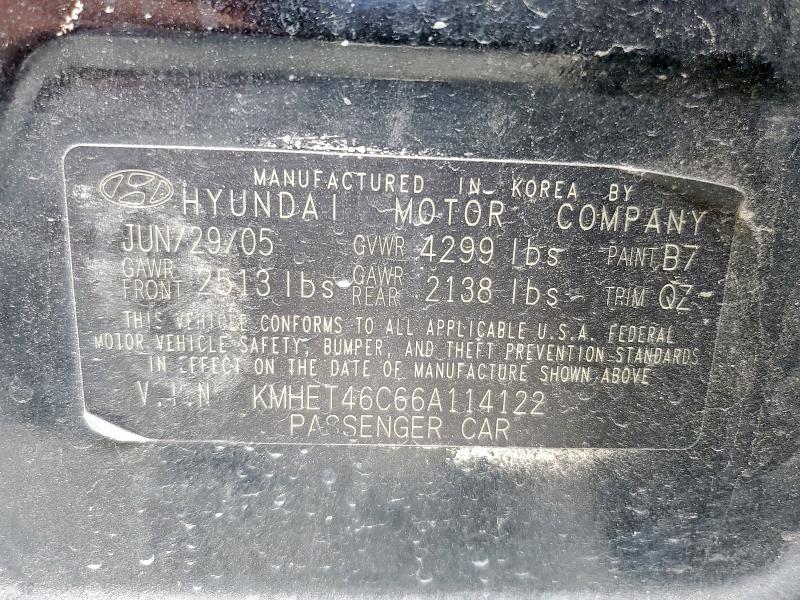 MANUFACTURED IN KOREA BY
HYUNDAI MOTOR COMPANY
JUN/29/05 GVWR 4299 lbs PAINT B7
GAWR FRONT 2513 lbs GAWR REAR 2138 lbs TRIM QZ
THIS VEHICLE CONFORMS TO ALL APPLICABLE U.S.A. FEDERAL
MOTOR VEHICLE SAFETY, BUMPER, AND THEFT PREVENTION STANDARDS
IN EFFECT ON THE DATE OF MANUFACTURE SHOWN ABOVE
V.I.N KMHET46C66A114122
PASSENGER CAR